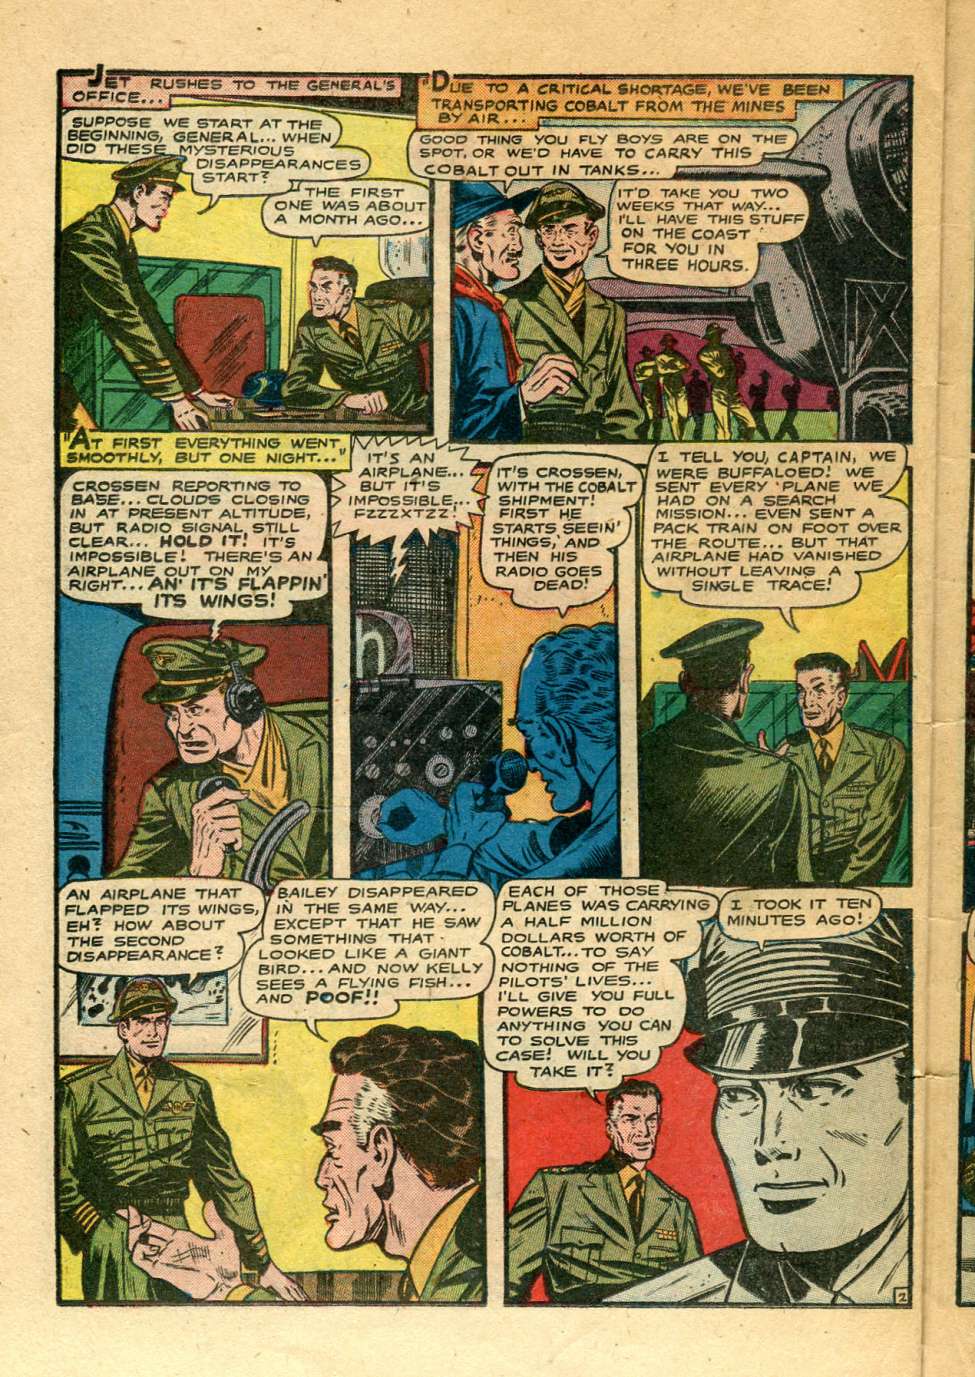 JET RUSHES TO THE GENERAL'S
OFFICE...
SUPPOSE WE START AT THE
BEGINNING, GENERAL... WHEN
DID THESE MYSTERIOUS
DISAPPEARANCES
START?
THE FIRST
ONE WAS ABOUT
A MONTH AGO...
"DUE TO A CRITICAL SHORTAGE, WE'VE BEEN
TRANSPORTING COBALT FROM THE MINES
BY AIR...
GOOD THING YOU FLY BOYS ARE ON THE
SPOT, OR WE'D HAVE TO CARRY THIS
COBALT OUT IN TANKS...
IT'D TAKE YOU TWO
WEEKS THAT WAY...
I'LL HAVE THIS STUFF
ON THE COAST
FOR YOU IN
THREE HOURS.
"AT FIRST EVERYTHING WENT
SMOOTHLY, BUT ONE NIGHT..."
CROSSEN REPORTING TO
BASE... CLOUDS CLOSING
IN AT PRESENT ALTITUDE,
BUT RADIO SIGNAL STILL
CLEAR... HOLD IT! IT'S
IMPOSSIBLE! THERE'S AN
AIRPLANE OUT ON MY
RIGHT... AN' IT'S FLAPPIN'
ITS WINGS!
IT'S AN
AIRPLANE...
BUT IT'S
IMPOSSIBLE...
FZZZXTZZ!
IT'S CROSSEN,
WITH THE COBALT
SHIPMENT!
FIRST HE
STARTS SEEIN'
THINGS, AND
THEN HIS
RADIO GOES
DEAD!
I TELL YOU, CAPTAIN, WE
WERE BUFFALOED! WE
SENT EVERY PLANE WE
HAD ON A SEARCH
MISSION... EVEN SENT A
PACK TRAIN ON FOOT OVER
THE ROUTE... BUT THAT
AIRPLANE HAD VANISHED
WITHOUT LEAVING A
SINGLE TRACE!
AN AIRPLANE THAT
FLAPPED ITS WINGS,
EH? HOW ABOUT
THE SECOND
DISAPPEARANCE?
BAILEY DISAPPEARED
IN THE SAME WAY...
EXCEPT THAT HE SAW
SOMETHING THAT
LOOKED LIKE A GIANT
BIRD... AND NOW KELLY
SEES A FLYING FISH...
AND POOF!!
EACH OF THOSE
PLANES WAS CARRYING
A HALF MILLION
DOLLARS WORTH OF
COBALT... TO SAY
NOTHING OF THE
PILOTS' LIVES...
I'LL GIVE YOU FULL
POWERS TO DO
ANYTHING YOU CAN
TO SOLVE THIS
CASE! WILL YOU
TAKE IT?
I TOOK IT TEN
MINUTES AGO!
2